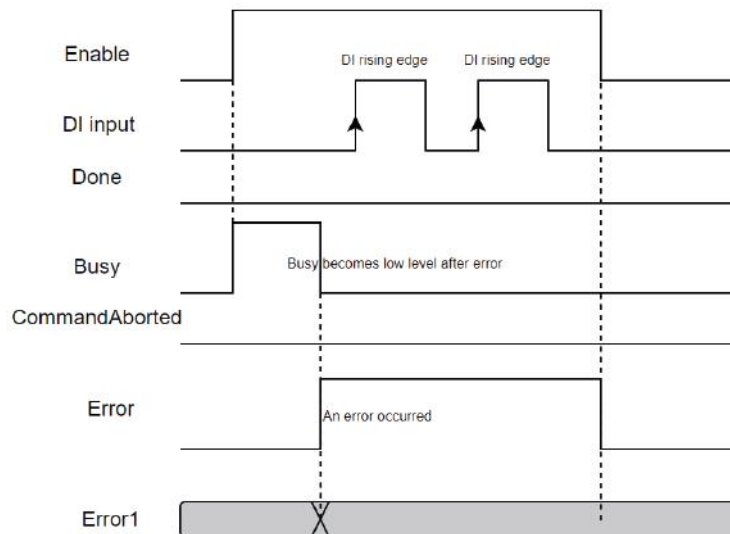 Enable
DI rising edge DI rising edge
DI input
Done
Busy
Busy becomes low level after error
CommandAborted
Error
An error occurred
Error1